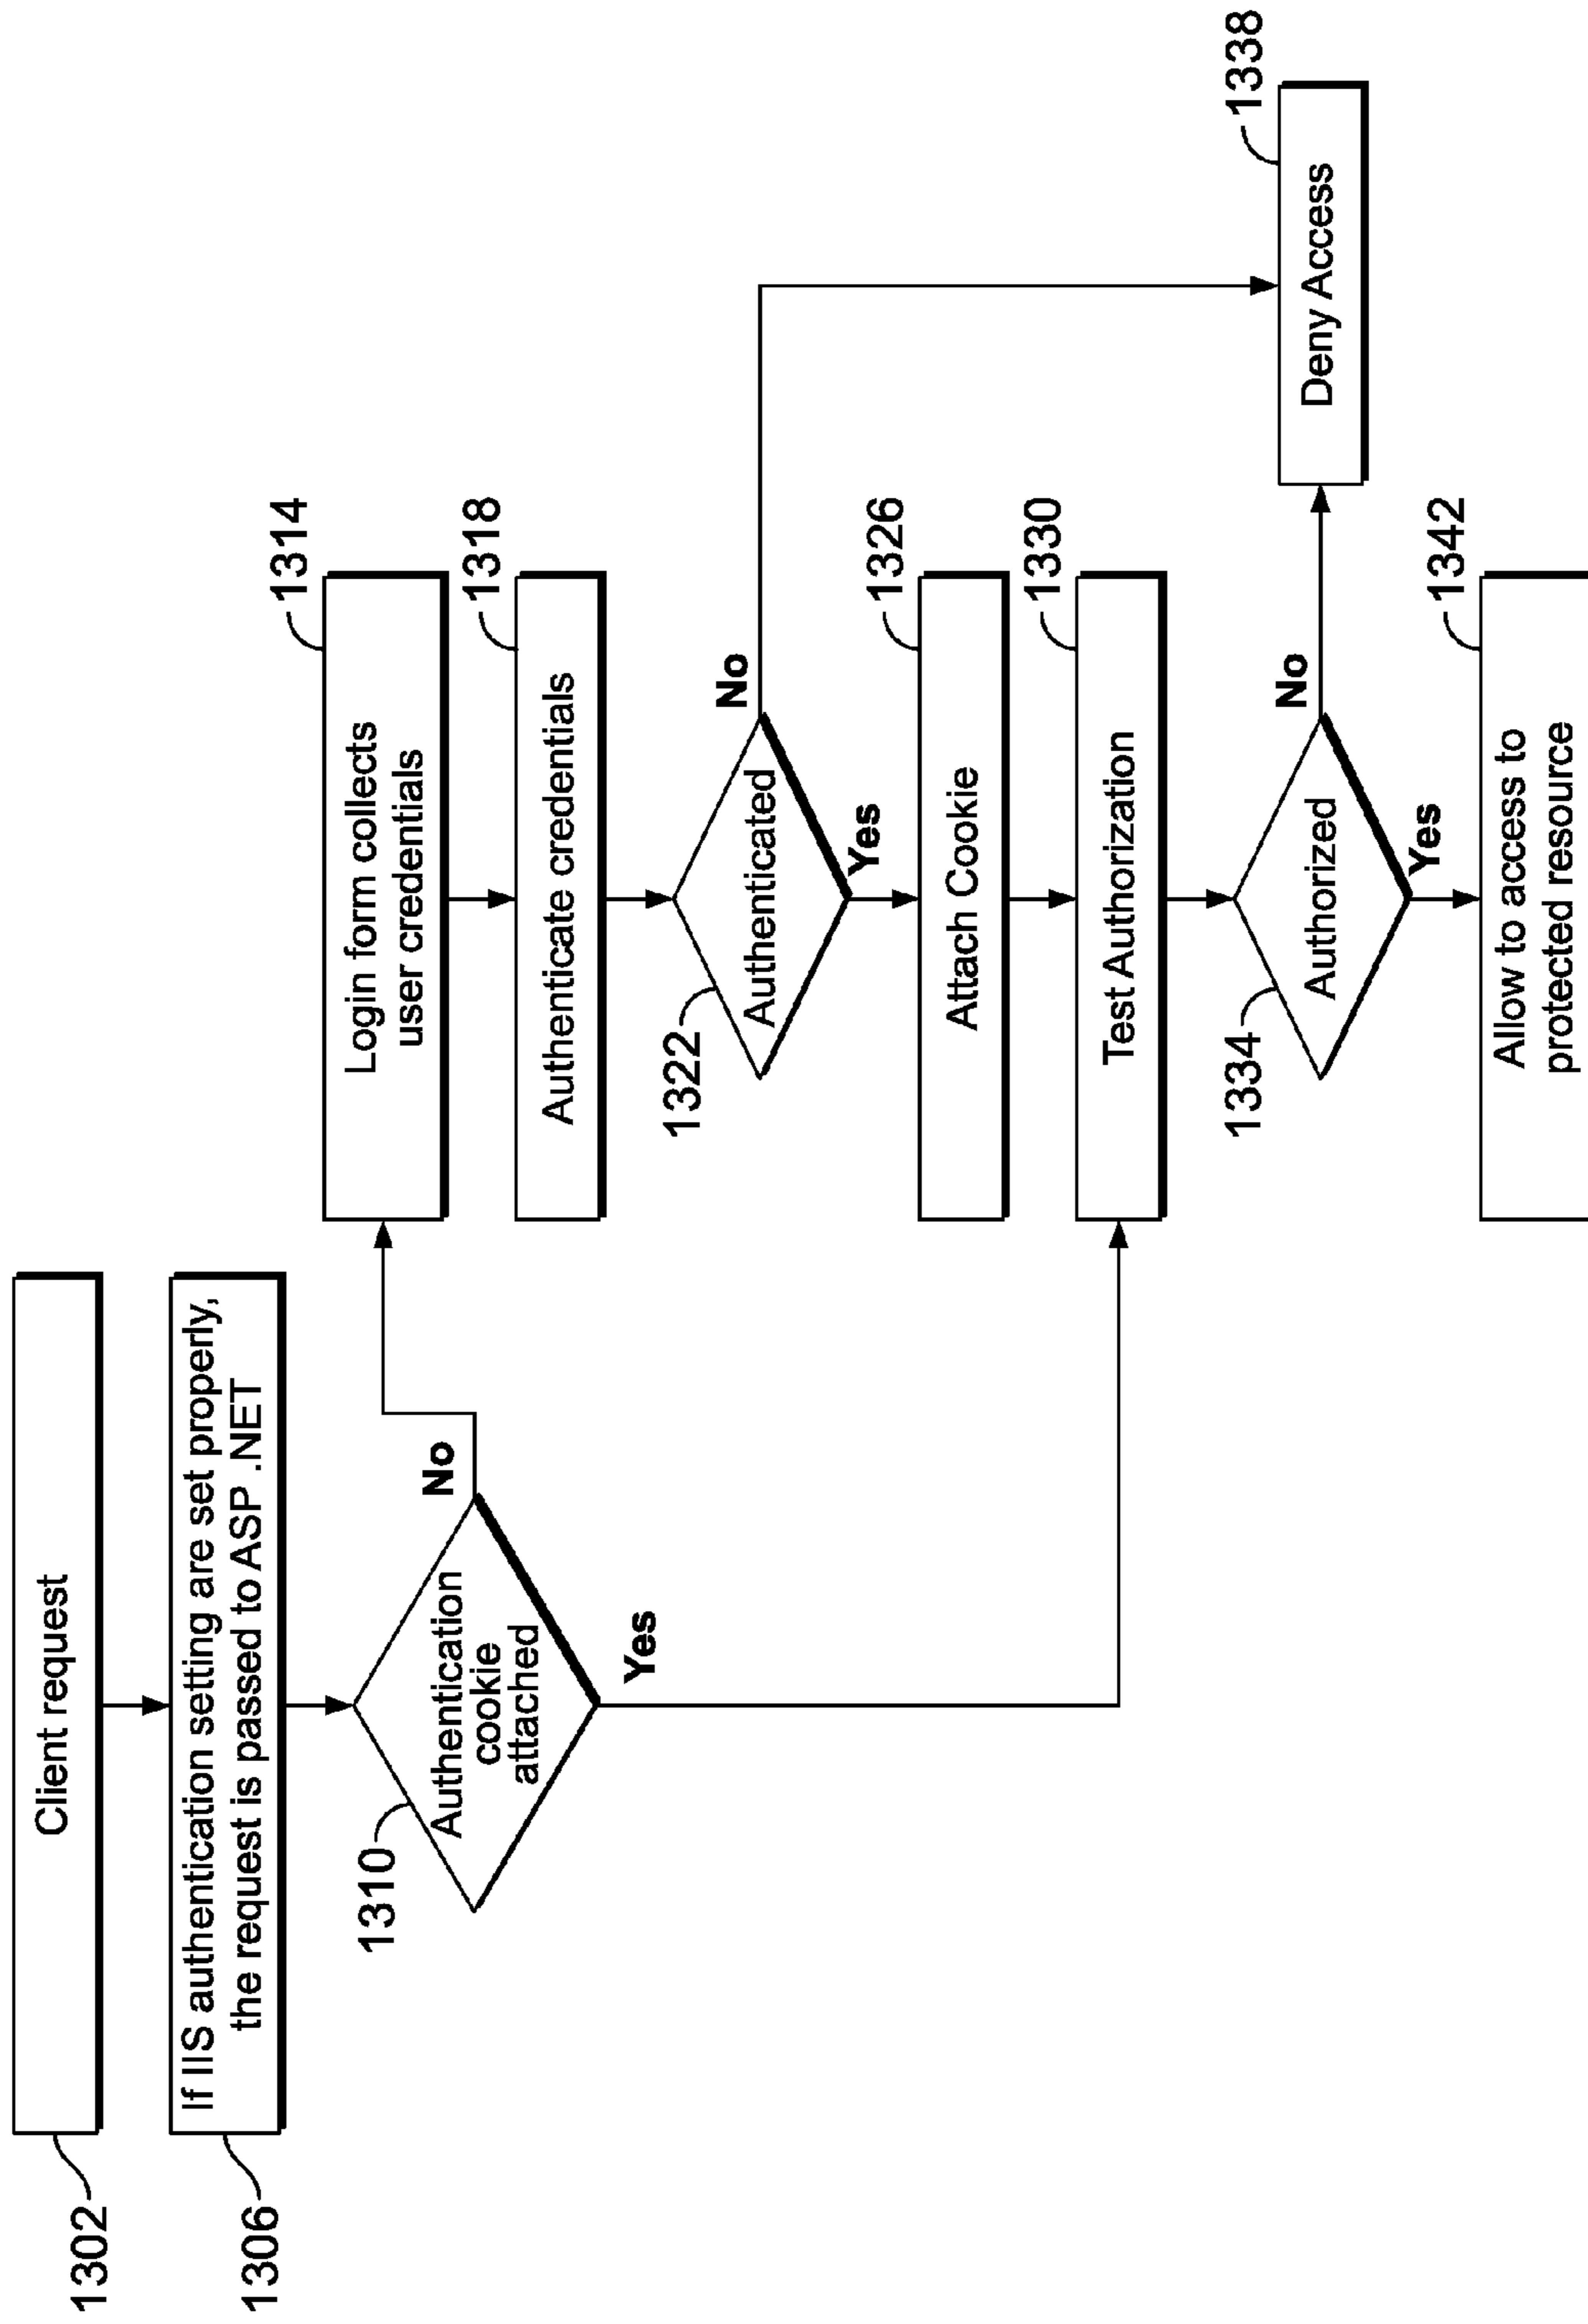 1302
Client request
1306
If IIS authentication setting are set properly,
the request is passed to ASP .NET
1310
Authentication
cookie
attached
No
Yes
1314
Login form collects
user credentials
1318
Authenticate credentials
1322
Authenticated
No
Yes
1326
Attach Cookie
1330
Test Authorization
1334
Authorized
No
Yes
1338
Deny Access
1342
Allow to access to
protected resource